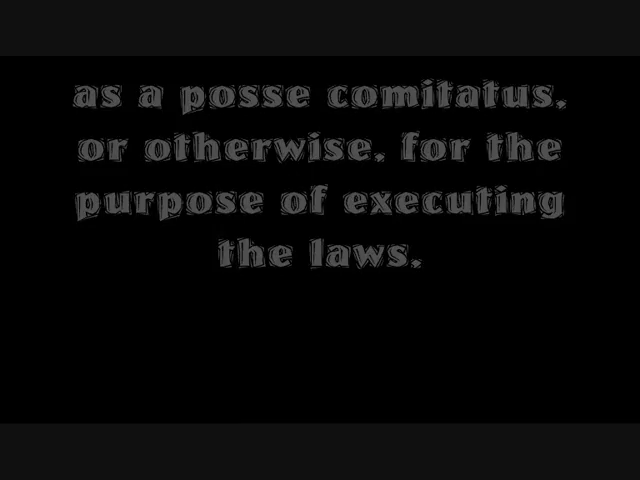 as a posse comitatus,
or otherwise, for the
purpose of executing
the laws.